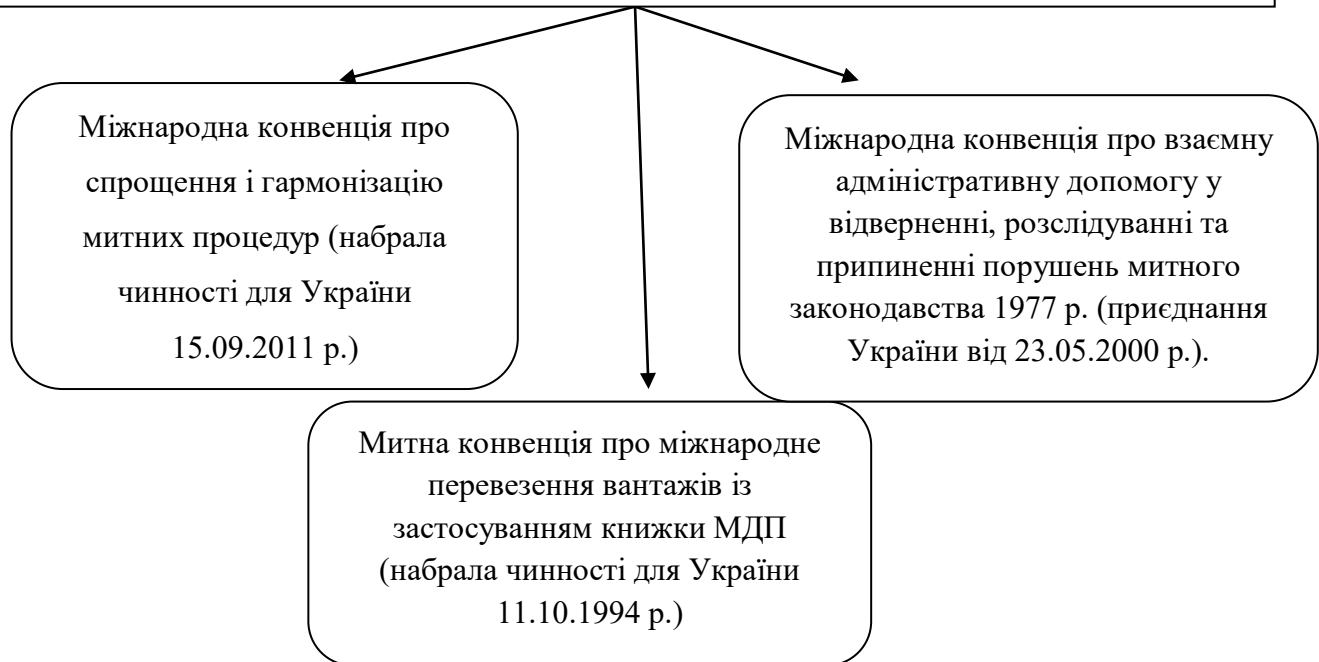 Міжнародна конвенція про
спрощення і гармонізацію
митних процедур (набрала
чинності для України
15.09.2011 р.)
Міжнародна конвенція про взаємну
адміністративну допомогу у
відверненні, розслідуванні та
припиненні порушень митного
законодавства 1977 р. (приєднання
України від 23.05.2000 р.).
Митна конвенція про міжнародне
перевезення вантажів із
застосуванням книжки МДП
(набрала чинності для України
11.10.1994 р.)